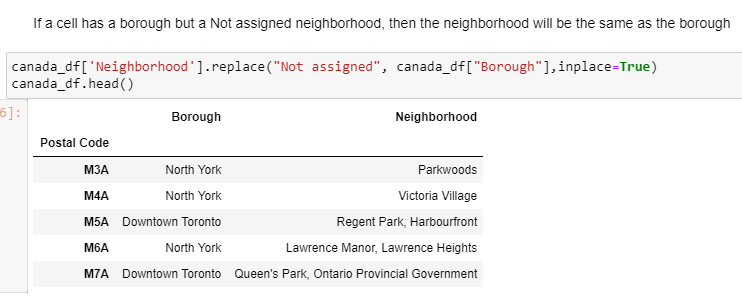 If a cell has a borough but a Not assigned neighborhood, then the neighborhood will be the same as the borough
canada_df['Neighborhood'].replace("Not assigned", canada_df["Borough"],inplace=True)
canada_df.head()
6]:
Borough Neighborhood
Postal Code
M3A North York Parkwoods
M4A North York Victoria Village
M5A Downtown Toronto Regent Park, Harbourfront
M6A North York Lawrence Manor, Lawrence Heights
M7A Downtown Toronto Queen's Park, Ontario Provincial Government